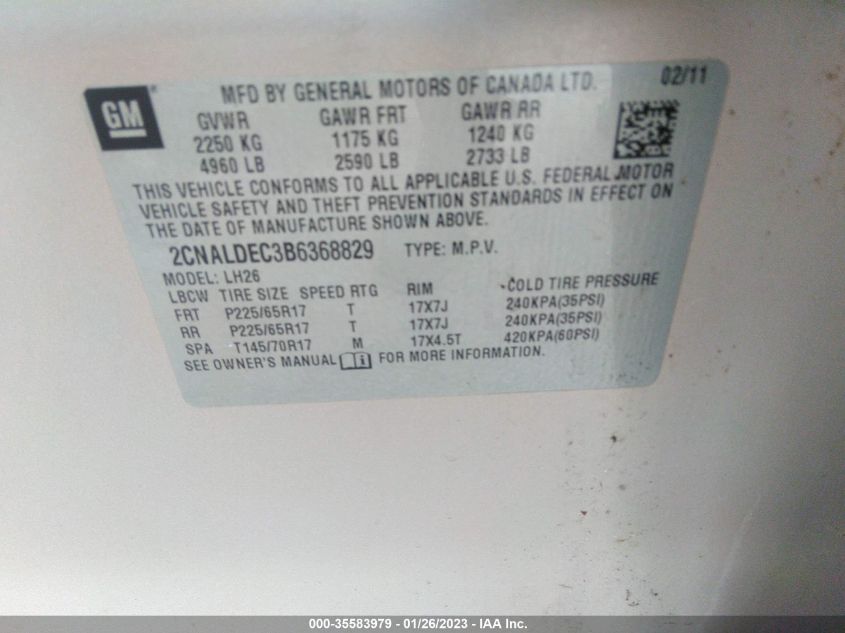 GM
MFD BY GENERAL MOTORS OF CANADA LTD. 02/11
GVWR GAWR FRT GAWR RR
2250 KG 1175 KG 1240 KG
4960 LB 2590 LB 2733 LB
THIS VEHICLE CONFORMS TO ALL APPLICABLE U.S. FEDERAL MOTOR
VEHICLE SAFETY AND THEFT PREVENTION STANDARDS IN EFFECT ON
THE DATE OF MANUFACTURE SHOWN ABOVE.
2CNALDEC3B6368829 TYPE: M.P.V.
MODEL: LH26
LBCW TIRE SIZE SPEED RTG RIM COLD TIRE PRESSURE
FRT P225/65R17 T 17X7J 240KPA(35PSI)
RR P225/65R17 T 17X7J 240KPA(35PSI)
SPA T145/70R17 M 17X4.5T 420KPA(60PSI)
SEE OWNER'S MANUAL FOR MORE INFORMATION.
000-35583979 - 01/26/2023 - IAA Inc.